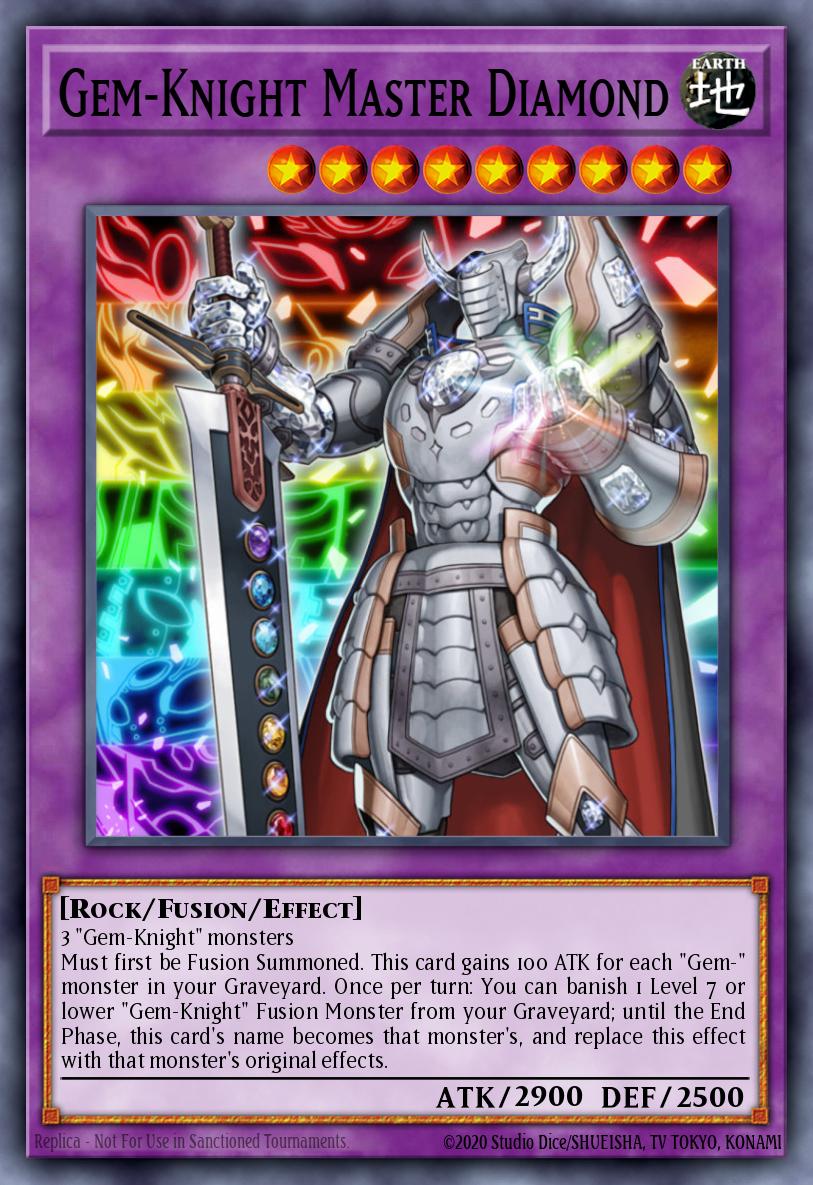 Gem-Knight Master Diamond
EARTH
地
[Rock/Fusion/Effect]
3 "Gem-Knight" monsters
Must first be Fusion Summoned. This card gains 100 ATK for each "Gem-"
monster in your Graveyard. Once per turn: You can banish 1 Level 7 or
lower "Gem-Knight" Fusion Monster from your Graveyard; until the End
Phase, this card's name becomes that monster's, and replace this effect
with that monster's original effects.
ATK/2900 DEF/2500
Replica - Not For Use in Sanctioned Tournaments.
©2020 Studio Dice/SHUEISHA, TV TOKYO, KONAMI